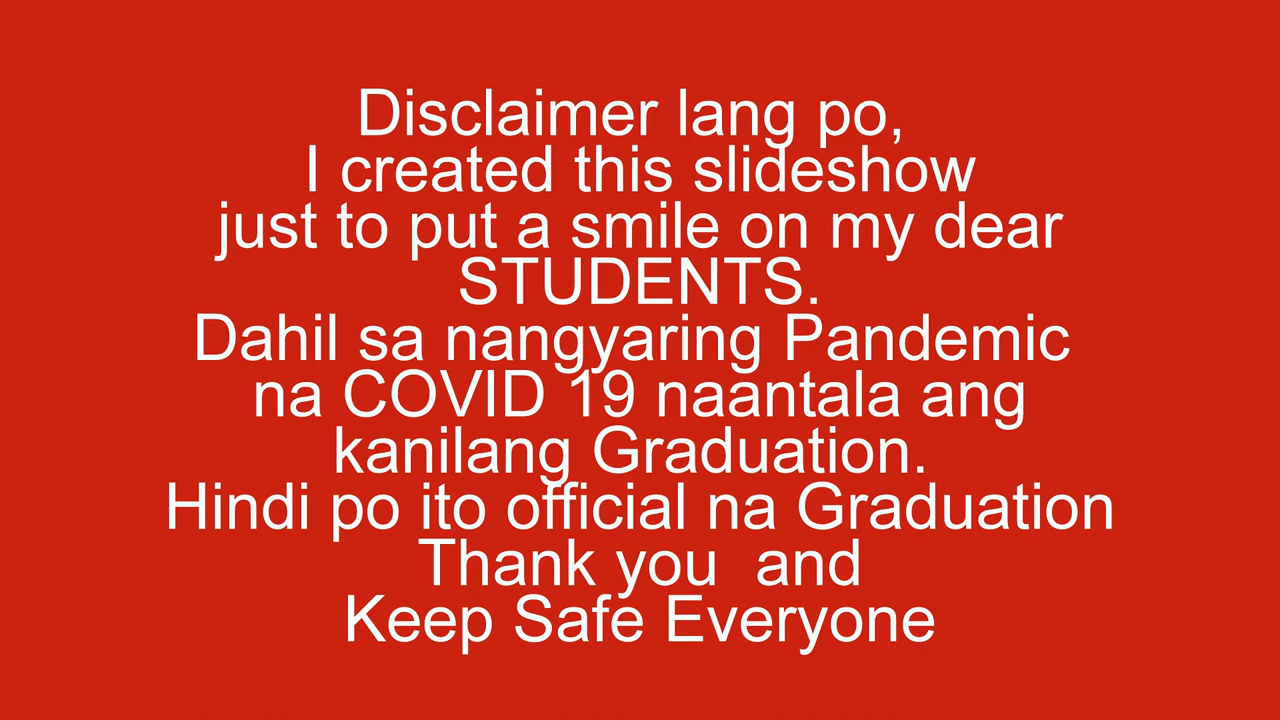 Disclaimer lang po,
I created this slideshow
just to put a smile on my dear
STUDENTS.
Dahil sa nangyaring Pandemic
na COVID 19 naantala ang
kanilang Graduation.
Hindi po ito official na Graduation
Thank you  and
Keep Safe Everyone